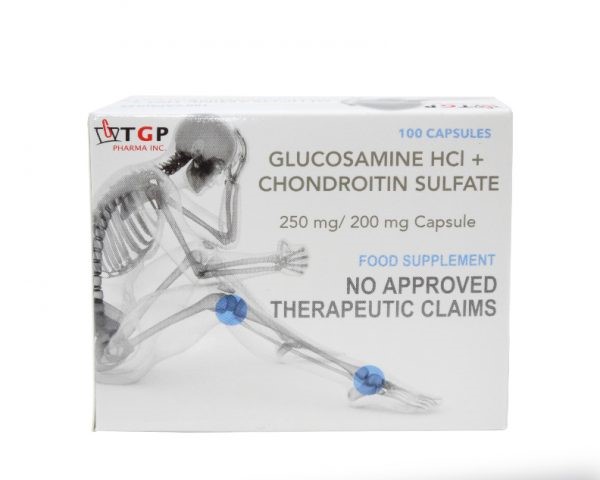 TGP
PHARMA INC.
100 CAPSULES
GLUCOSAMINE HCl +
CHONDROITIN SULFATE
250 mg/ 200 mg Capsule
FOOD SUPPLEMENT
NO APPROVED
THERAPEUTIC CLAIMS